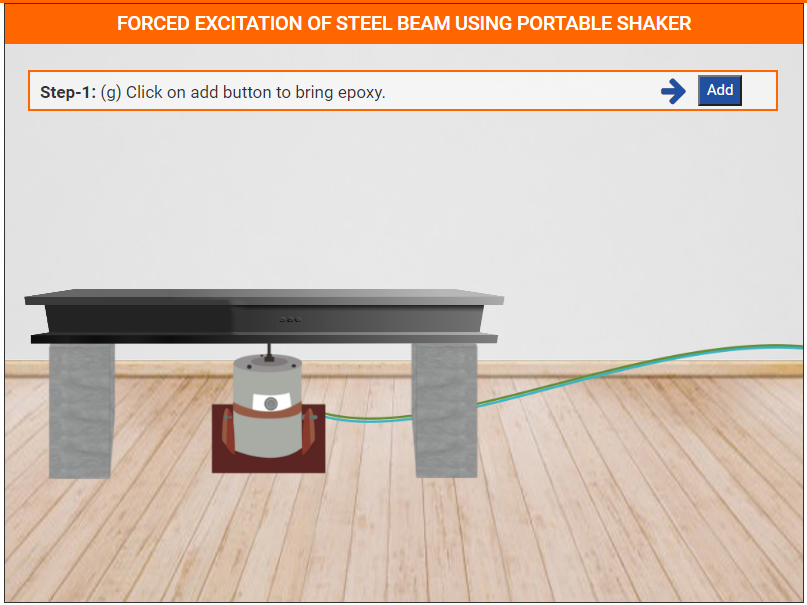 FORCED EXCITATION OF STEEL BEAM USING PORTABLE SHAKER
Step-1: (g) Click on add button to bring epoxy.
Add